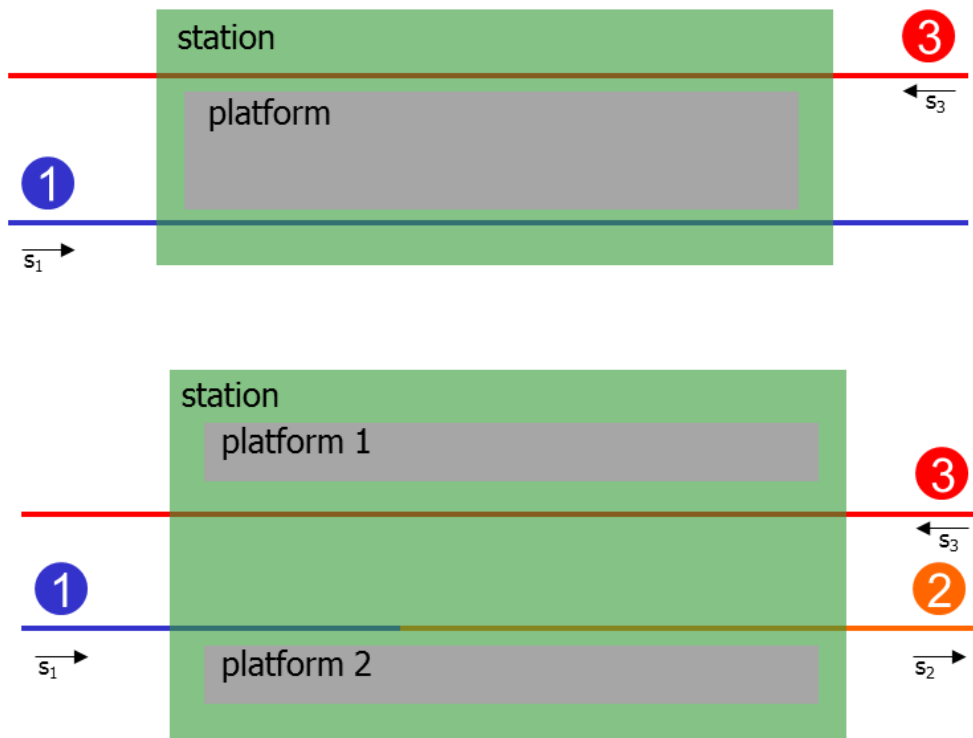 station
3
platform
s₃
1
s₁
station
platform 1
3
s₃
1
2
platform 2
s₁
s₂